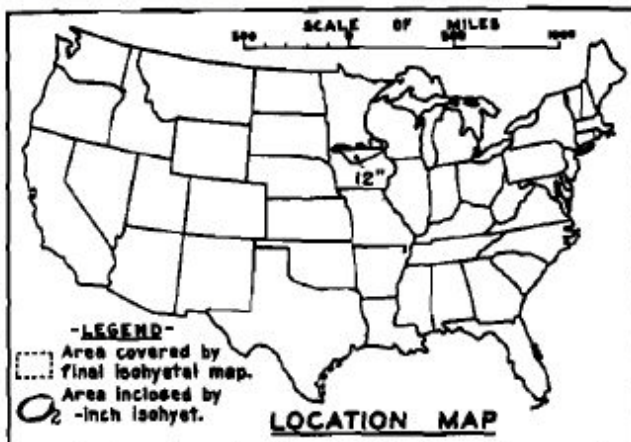 SCALE OF MILES
500 0 500 1000
12"
-LEGEND-
Area covered by
final isohyetal map.
Area inclosed by
2 -inch isohyet.
LOCATION MAP